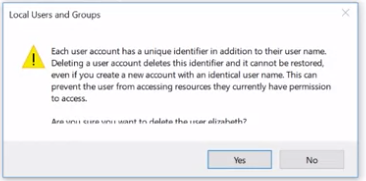 Local Users and Groups
Each user account has a unique identifier in addition to their user name.
Deleting a user account deletes this identifier and it cannot be restored,
even if you create a new account with an identical user name. This can
prevent the user from accessing resources they currently have permission
to access.
Are you sure you want to delete the user elizabeth?
Yes
No